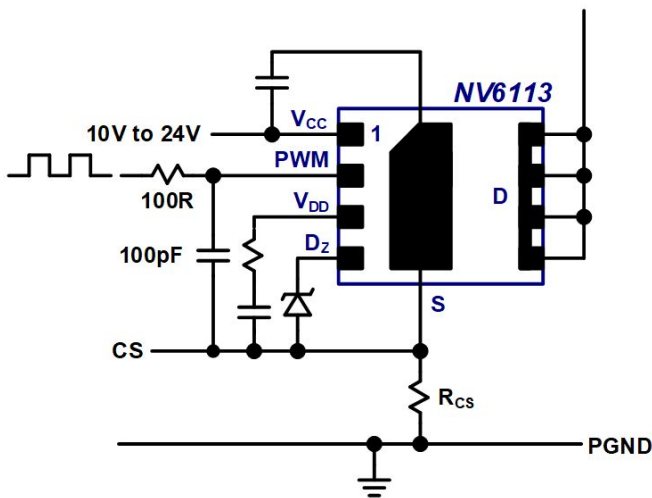 NV6113
VCC
10V to 24V
1
PWM
100R
D
VDD
100pF
DZ
S
CS
RCS
PGND